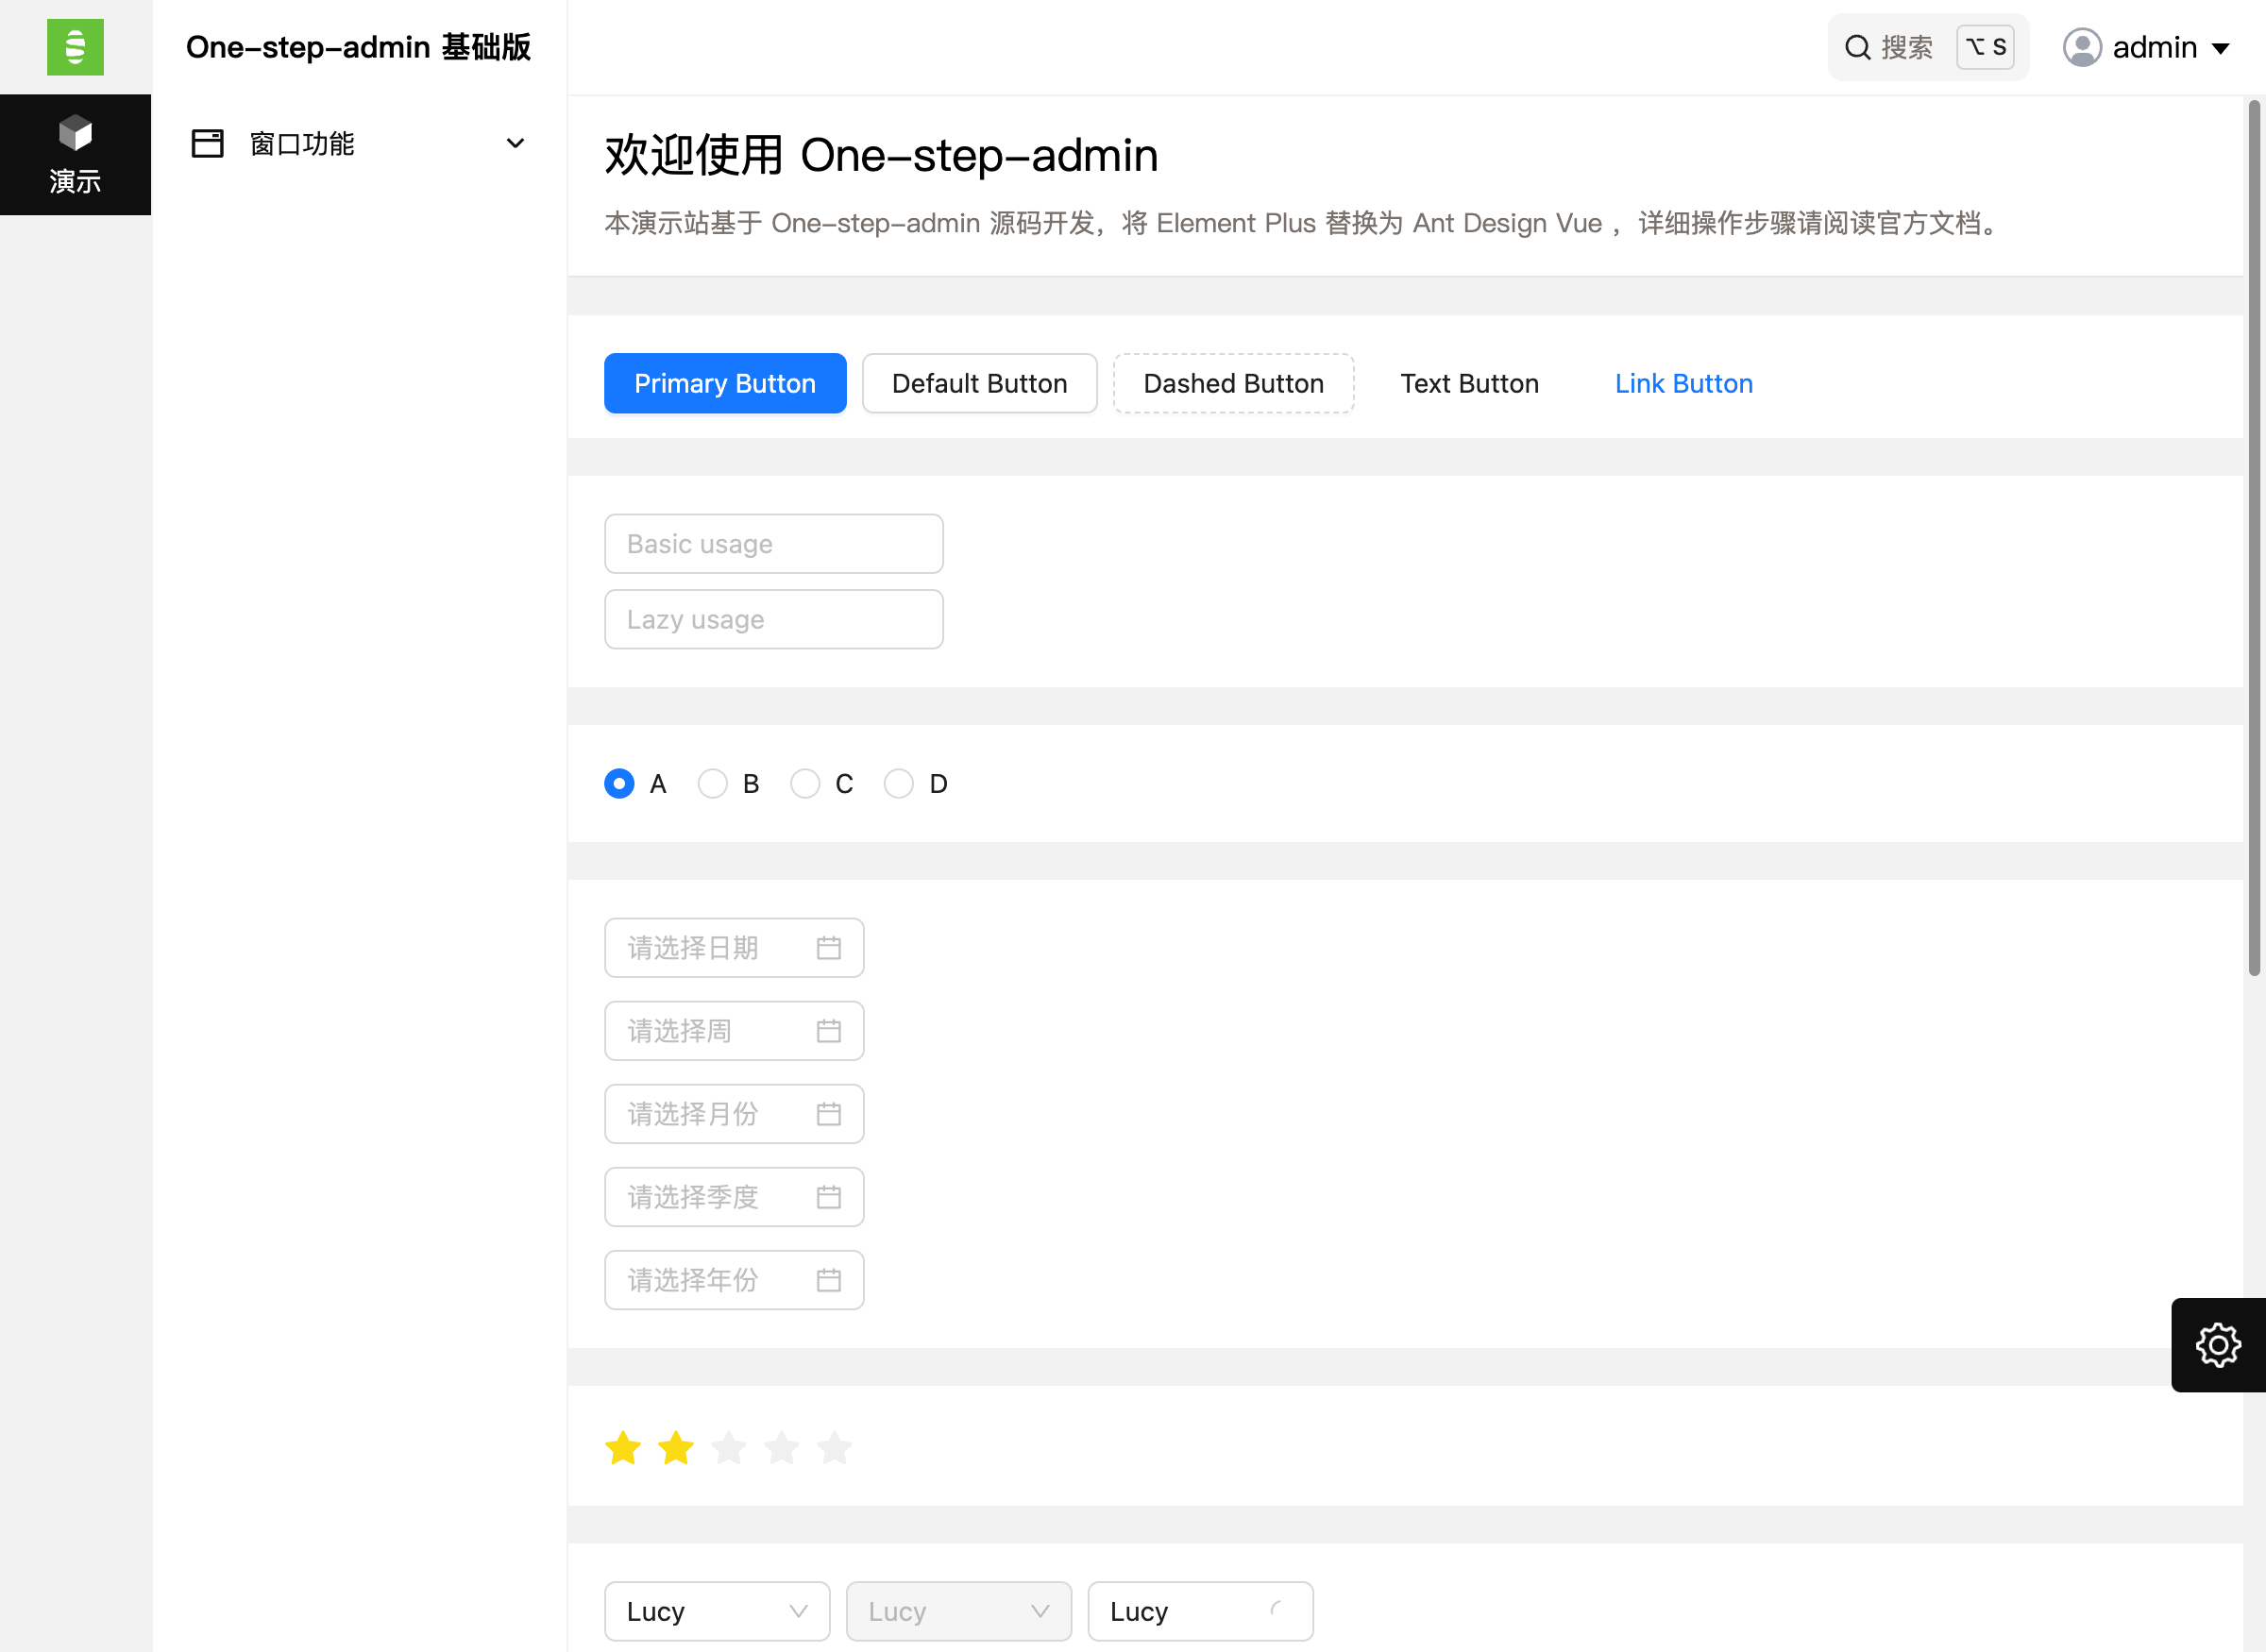 One-step-admin 基础版
搜索 ⌥ S admin
演示
窗口功能
欢迎使用 One-step-admin
本演示站基于 One-step-admin 源码开发，将 Element Plus 替换为 Ant Design Vue ，详细操作步骤请阅读官方文档。
Primary Button Default Button Dashed Button Text Button Link Button
Basic usage
Lazy usage
A B C D
请选择日期
请选择周
请选择月份
请选择季度
请选择年份
Lucy Lucy Lucy